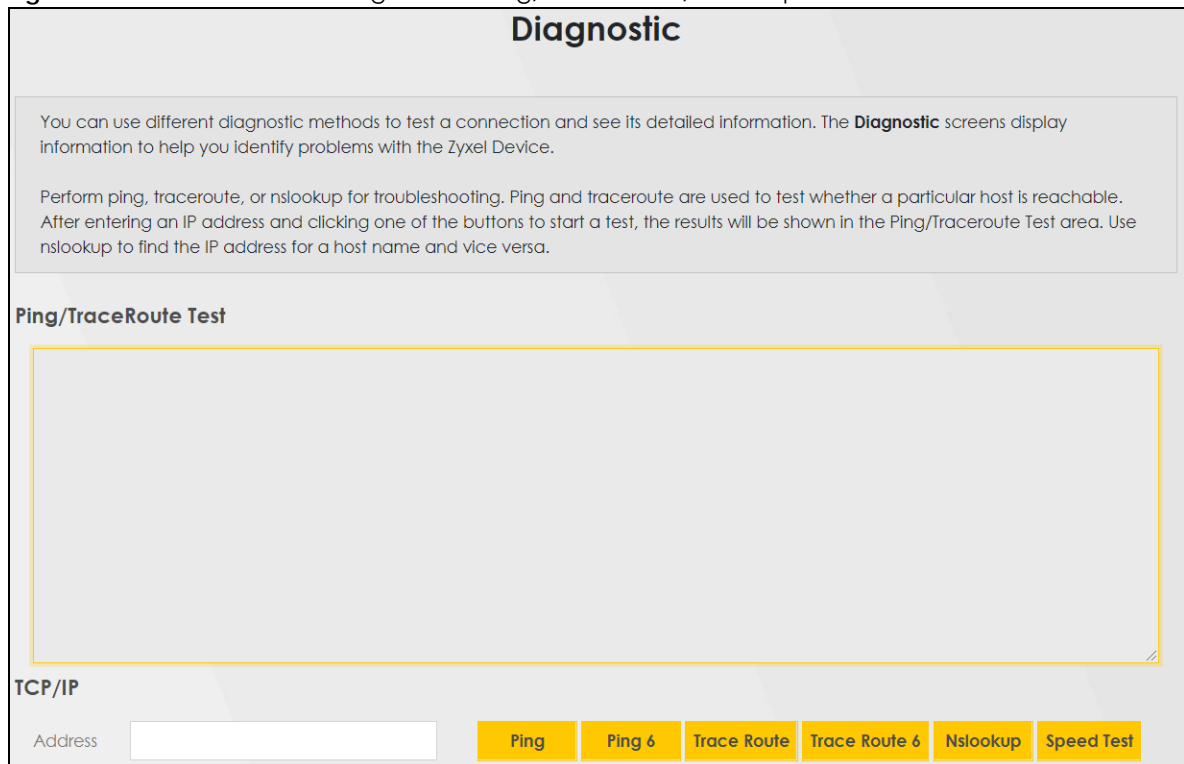 Diagnostic
You can use different diagnostic methods to test a connection and see its detailed information. The Diagnostic screens display
information to help you identify problems with the Zyxel Device.
Perform ping, traceroute, or nslookup for troubleshooting. Ping and traceroute are used to test whether a particular host is reachable.
After entering an IP address and clicking one of the buttons to start a test, the results will be shown in the Ping/Traceroute Test area. Use
nslookup to find the IP address for a host name and vice versa.
Ping/TraceRoute Test
TCP/IP
Address Ping Ping 6 Trace Route Trace Route 6 Nslookup Speed Test